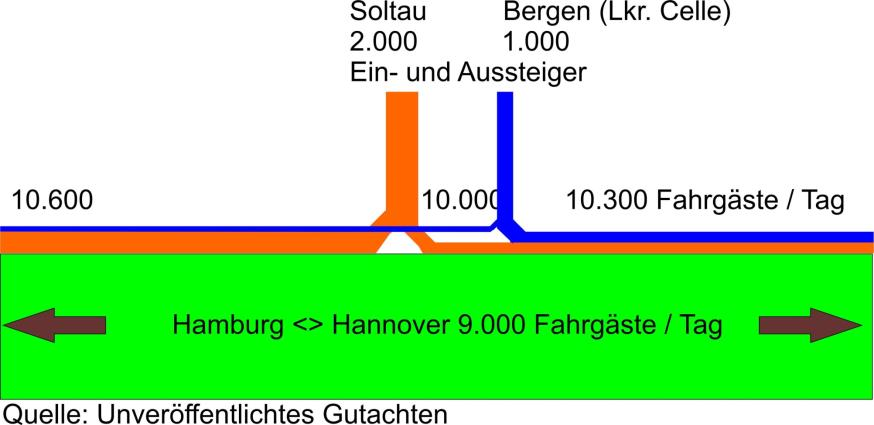 Soltau
2.000
Bergen (Lkr. Celle)
1.000
Ein- und Aussteiger
10.600
10.000
10.300 Fahrgäste / Tag
Hamburg <> Hannover 9.000 Fahrgäste / Tag
Quelle: Unveröffentlichtes Gutachten